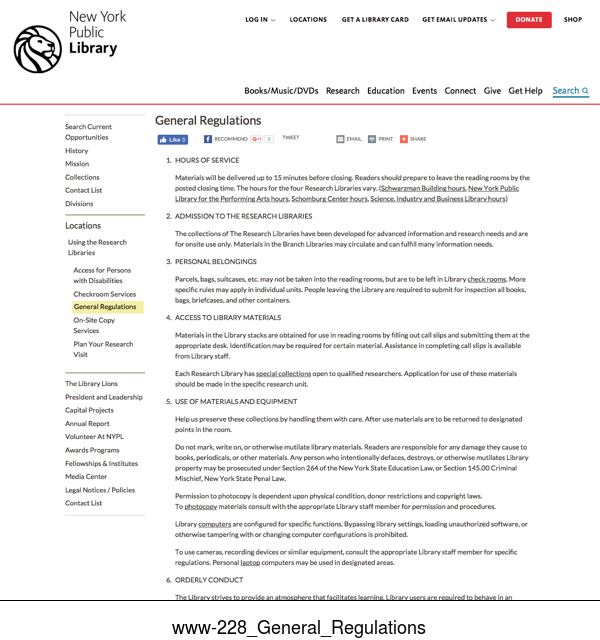 New York
Public
Library
LOG IN
LOCATIONS
GET A LIBRARY CARD
GET EMAIL UPDATES
DONATE
SHOP
Books/Music/DVDs
Research
Education
Events
Connect
Give
Get Help
Search
Search Current
Opportunities
History
Mission
Collections
Contact List
Divisions
Locations
Using the Research
Libraries
Access for Persons
with Disabilities
Checkroom Services
General Regulations
On-Site Copy
Services
Plan Your Research
Visit
The Library Lions
President and Leadership
Capital Projects
Annual Report
Volunteer At NYPL
Awards Programs
Fellowships & Institutes
Media Center
Legal Notices / Policies
Contact List
General Regulations
Like 0
RECOMMEND
G+1 0
TWEET
EMAIL
PRINT
SHARE
1. HOURS OF SERVICE
Materials will be delivered up to 15 minutes before closing. Readers should prepare to leave the reading rooms by the
posted closing time. The hours for the four Research Libraries vary. (Schwarzman Building hours, New York Public
Library for the Performing Arts hours, Schomburg Center hours, Science, Industry and Business Library hours)
2. ADMISSION TO THE RESEARCH LIBRARIES
The collections of The Research Libraries have been developed for advanced information and research needs and are
for onsite use only. Materials in the Branch Libraries may circulate and can fulfill many information needs.
3. PERSONAL BELONGINGS
Parcels, bags, suitcases, etc. may not be taken into the reading rooms, but are to be left in Library check rooms. More
specific rules may apply in individual units. People leaving the Library are required to submit for inspection all books,
bags, briefcases, and other containers.
4. ACCESS TO LIBRARY MATERIALS
Materials in the Library stacks are obtained for use in reading rooms by filling out call slips and submitting them at the
appropriate desk. Identification may be required for certain material. Assistance in completing call slips is available
from Library staff.
Each Research Library has special collections open to qualified researchers. Application for use of these materials
should be made in the specific research unit.
5. USE OF MATERIALS AND EQUIPMENT
Help us preserve these collections by handling them with care. After use materials are to be returned to designated
points in the room.
Do not mark, write on, or otherwise mutilate library materials. Readers are responsible for any damage they cause to
books, periodicals, or other materials. Any person who intentionally defaces, destroys, or otherwise mutilates Library
property may be prosecuted under Section 264 of the New York State Education Law, or Section 145.00 Criminal
Mischief, New York State Penal Law.
Permission to photocopy is dependent upon physical condition, donor restrictions and copyright laws.
To photocopy materials consult with the appropriate Library staff member for permission and procedures.
Library computers are configured for specific functions. Bypassing library settings, loading unauthorized software, or
otherwise tampering with or changing computer configurations is prohibited.
To use cameras, recording devices or similar equipment, consult the appropriate Library staff member for specific
regulations. Personal laptop computers may be used in designated areas.
6. ORDERLY CONDUCT
The Library strives to provide an atmosphere that facilitates learning. Library users are required to behave in an
www-228_General_Regulations